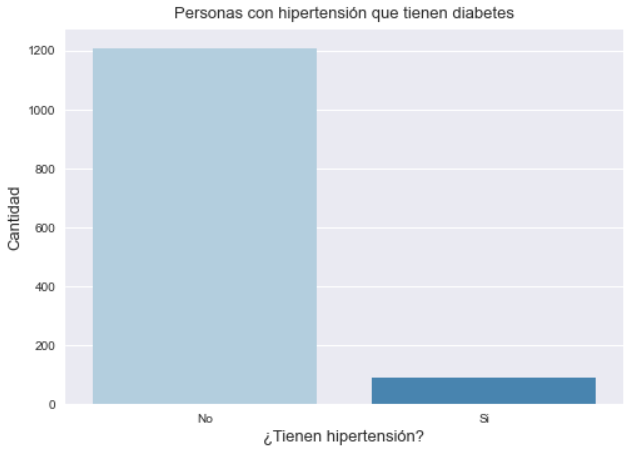 Personas con hipertensión que tienen diabetes
1200
1000
800
600
400
200
0
Cantidad
No
Si
¿Tienen hipertensión?